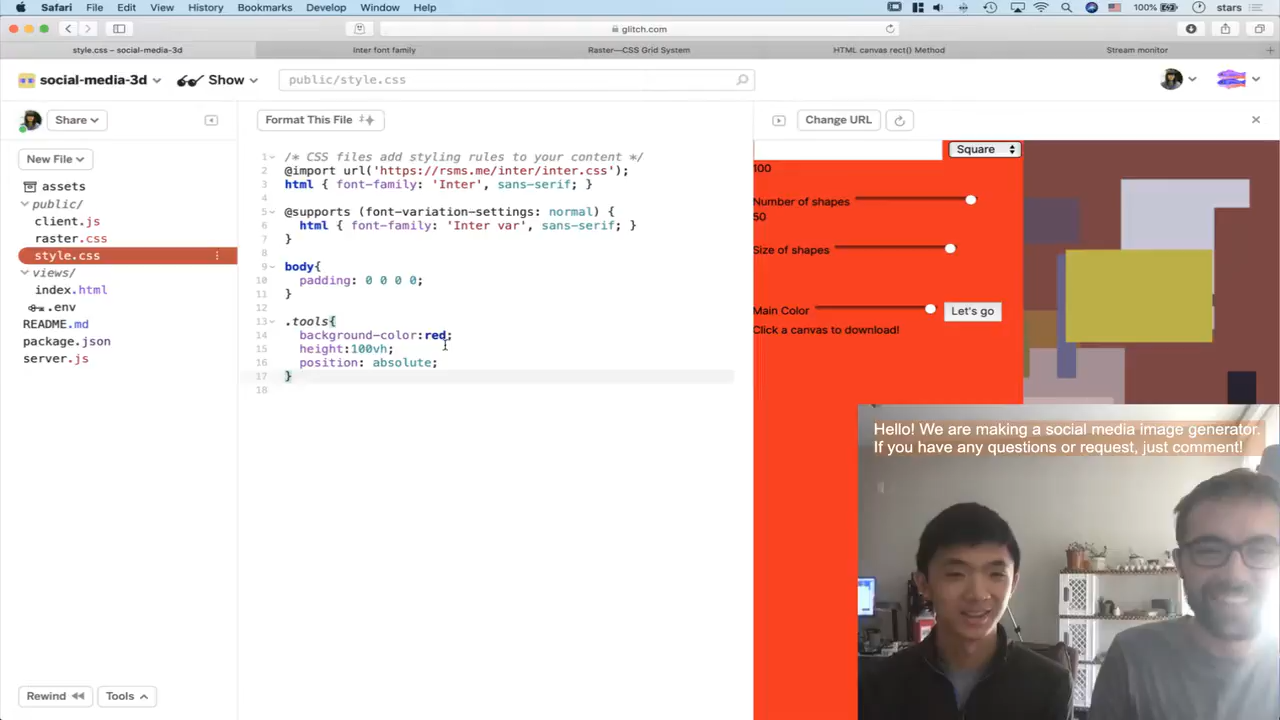 Safari File Edit View History Bookmarks Develop Window Help 100% stars
glitch.com
style.css – social-media-3d Inter font family Raster—CSS Grid System HTML canvas rect() Method Stream monitor
social-media-3d Show public/style.css
Share Format This File Change URL
New File
assets
public/
client.js
raster.css
style.css
views/
index.html
.env
README.md
package.json
server.js
Rewind Tools
1 /* CSS files add styling rules to your content */
2 @import url('https://rsms.me/inter/inter.css');
3 html { font-family: 'Inter', sans-serif; }
4
5 @supports (font-variation-settings: normal) {
6 html { font-family: 'Inter var', sans-serif; }
7 }
8
9 body{
10 padding: 0 0 0 0;
11 }
12
13 .tools{
14 background-color:red;
15 height:100vh;
16 position: absolute;
17 }
18
Square
100
Number of shapes
50
Size of shapes
Main Color Let's go
Click a canvas to download!
Hello! We are making a social media image generator.
If you have any questions or request, just comment!